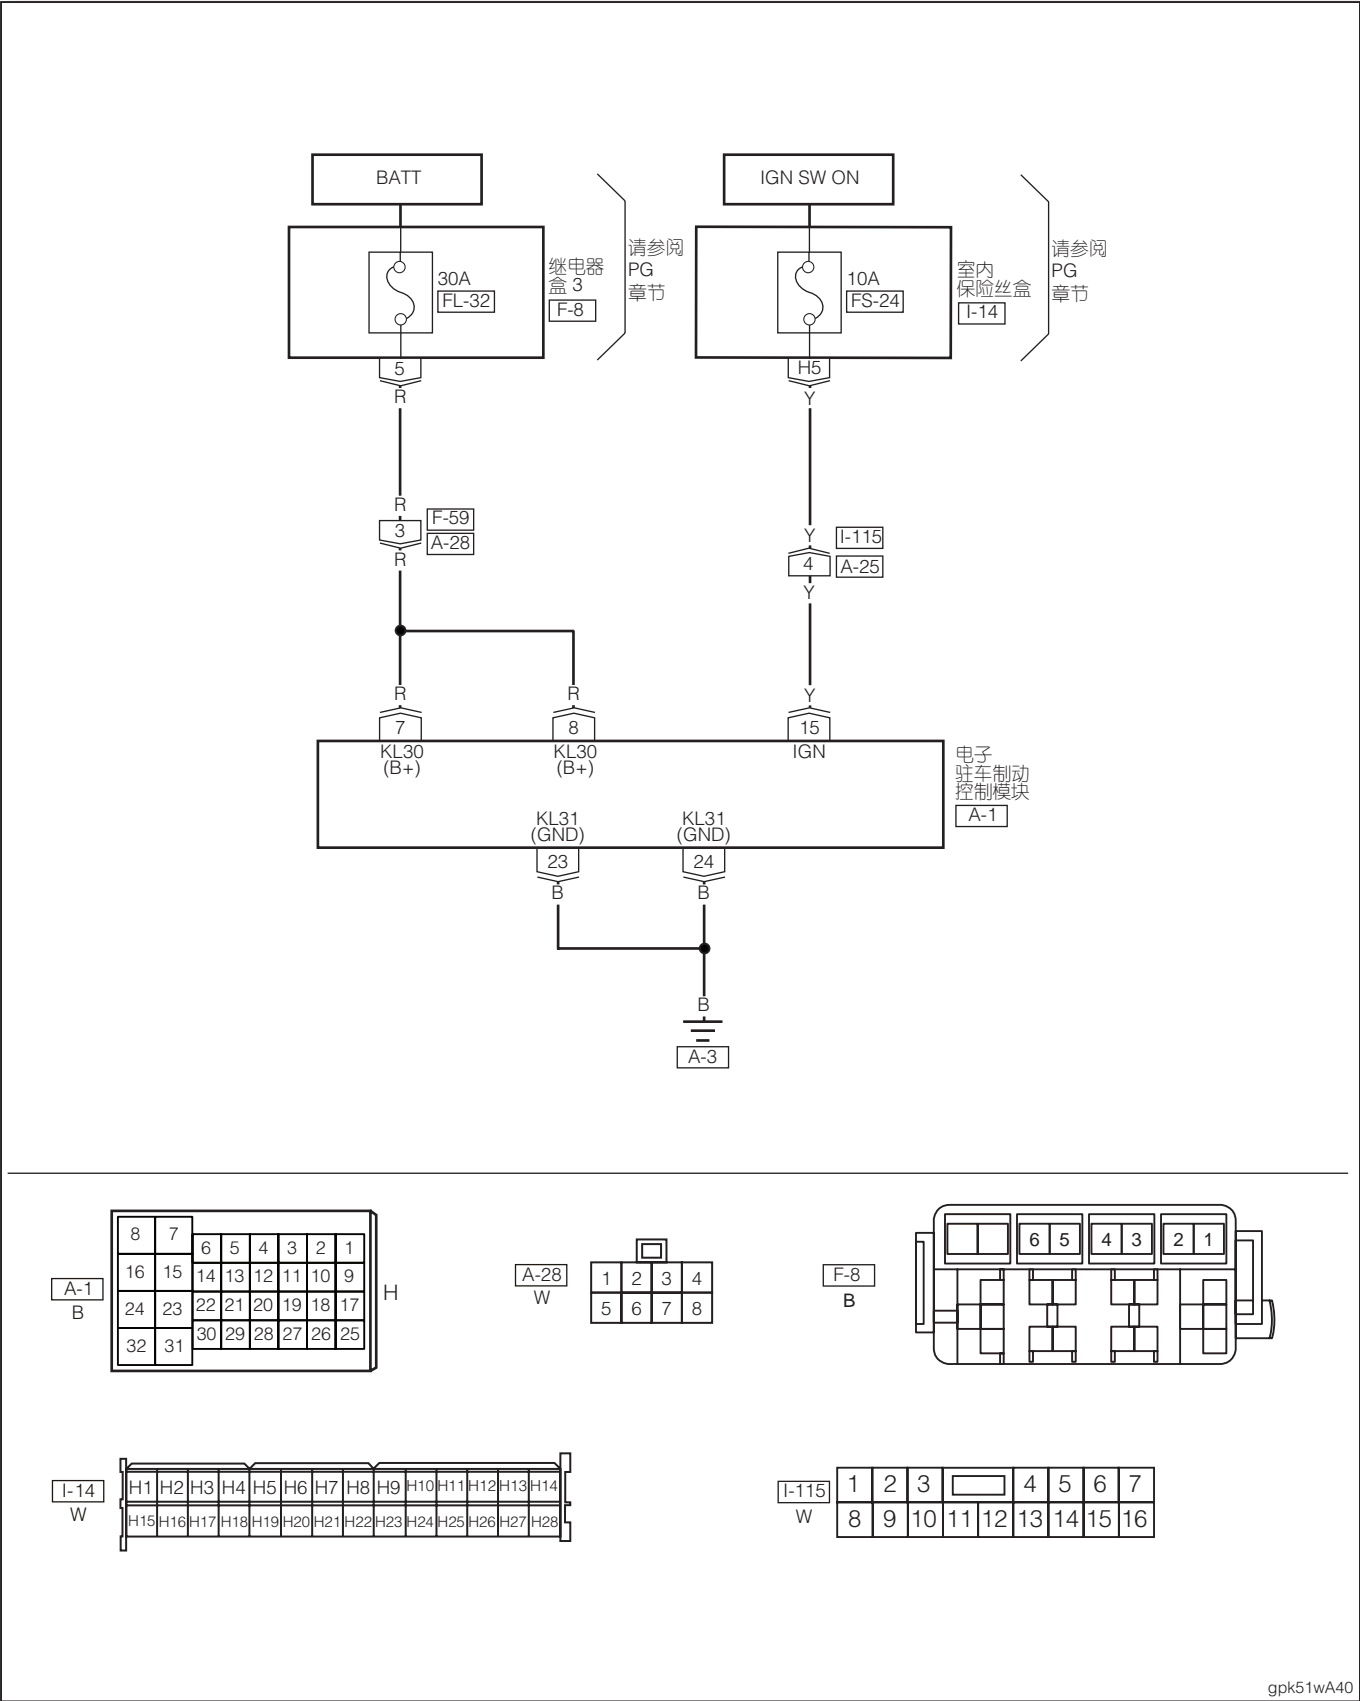 BATT
IGN SW ON
30A
FL-32
继电器
盒 3
F-8
请参阅
PG
章节
10A
FS-24
室内
保险丝盒
I-14
请参阅
PG
章节
5
H5
R
Y
R
Y
3
F-59
A-28
I-115
4
A-25
R
Y
R
R
Y
7
8
15
KL30
(B+)
KL30
(B+)
IGN
电子
驻车制动
控制模块
A-1
KL31
(GND)
KL31
(GND)
23
24
B
B
B
A-3
A-1
B
8 7
6 5 4 3 2 1
16 15 14 13 12 11 10 9
24 23 22 21 20 19 18 17
32 31 30 29 28 27 26 25
H
A-28
W
1 2 3 4
5 6 7 8
F-8
B
6 5 4 3 2 1
I-14
W
H1 H2 H3 H4 H5 H6 H7 H8 H9 H10 H11 H12 H13 H14
H15 H16 H17 H18 H19 H20 H21 H22 H23 H24 H25 H26 H27 H28
I-115
W
1 2 3 4 5 6 7
8 9 10 11 12 13 14 15 16
gpk51wA40